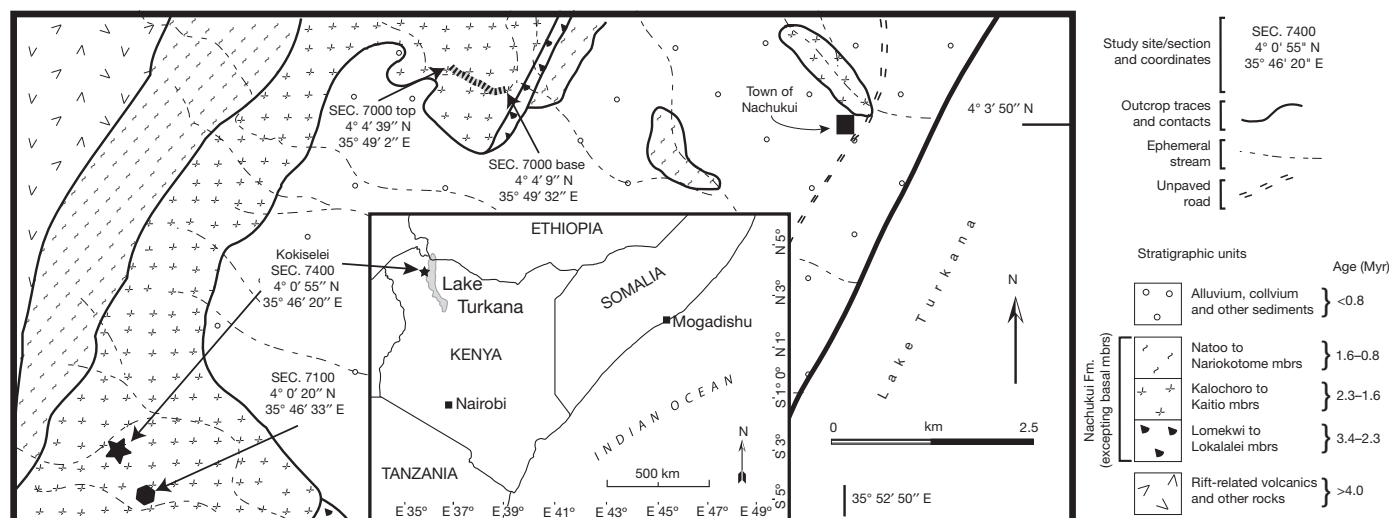 SEC. 7000 top
4° 4′ 39″ N
35° 49′ 2″ E
SEC. 7000 base
4° 4′ 9″ N
35° 49′ 32″ E
Town of
Nachukui
4° 3′ 50″ N
Kokiselei
SEC. 7400
4° 0′ 55″ N
35° 46′ 20″ E
SEC. 7100
4° 0′ 20″ N
35° 46′ 33″ E
ETHIOPIA
SOMALIA
Lake
Turkana
Mogadishu
KENYA
Nairobi
INDIAN OCEAN
TANZANIA
N
500 km
E 35°
E 37°
E 39°
E 41°
E 43°
E 45°
E 47°
E 49°
N 5°
N 3°
N 1°
0°
S 1°
S 3°
S 5°
Lake Turkana
N
0 km 2.5
35° 52′ 50″ E
Study site/section
and coordinates
SEC. 7400
4° 0' 55" N
35° 46' 20" E
Outcrop traces
and contacts
Ephemeral
stream
Unpaved
road
Stratigraphic units
Age (Myr)
Alluvium, collvium
and other sediments
<0.8
Nachukui Fm.
(excepting basal mbrs)
Natoo to
Nariokotome mbrs
1.6–0.8
Kalochoro to
Kaitio mbrs
2.3–1.6
Lomekwi to
Lokalalei mbrs
3.4–2.3
Rift-related volcanics
and other rocks
>4.0